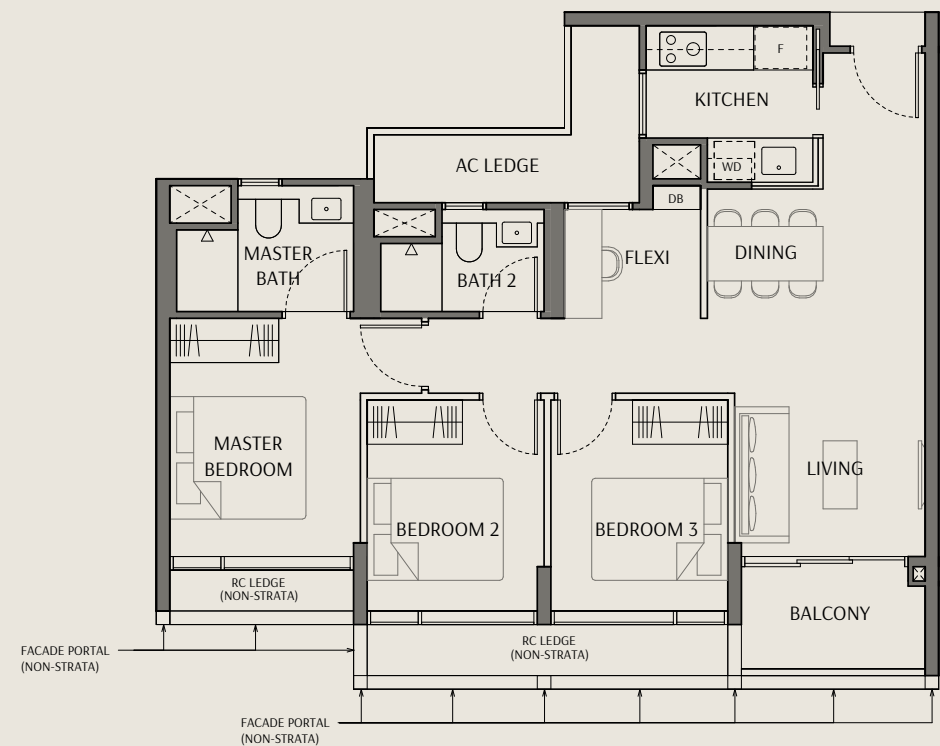 F
KITCHEN
AC LEDGE
WD
DB
MASTER
BATH
BATH 2
FLEXI
DINING
MASTER
BEDROOM
LIVING
BEDROOM 2
BEDROOM 3
RC LEDGE
(NON-STRATA)
BALCONY
RC LEDGE
(NON-STRATA)
FACADE PORTAL
(NON-STRATA)
FACADE PORTAL
(NON-STRATA)